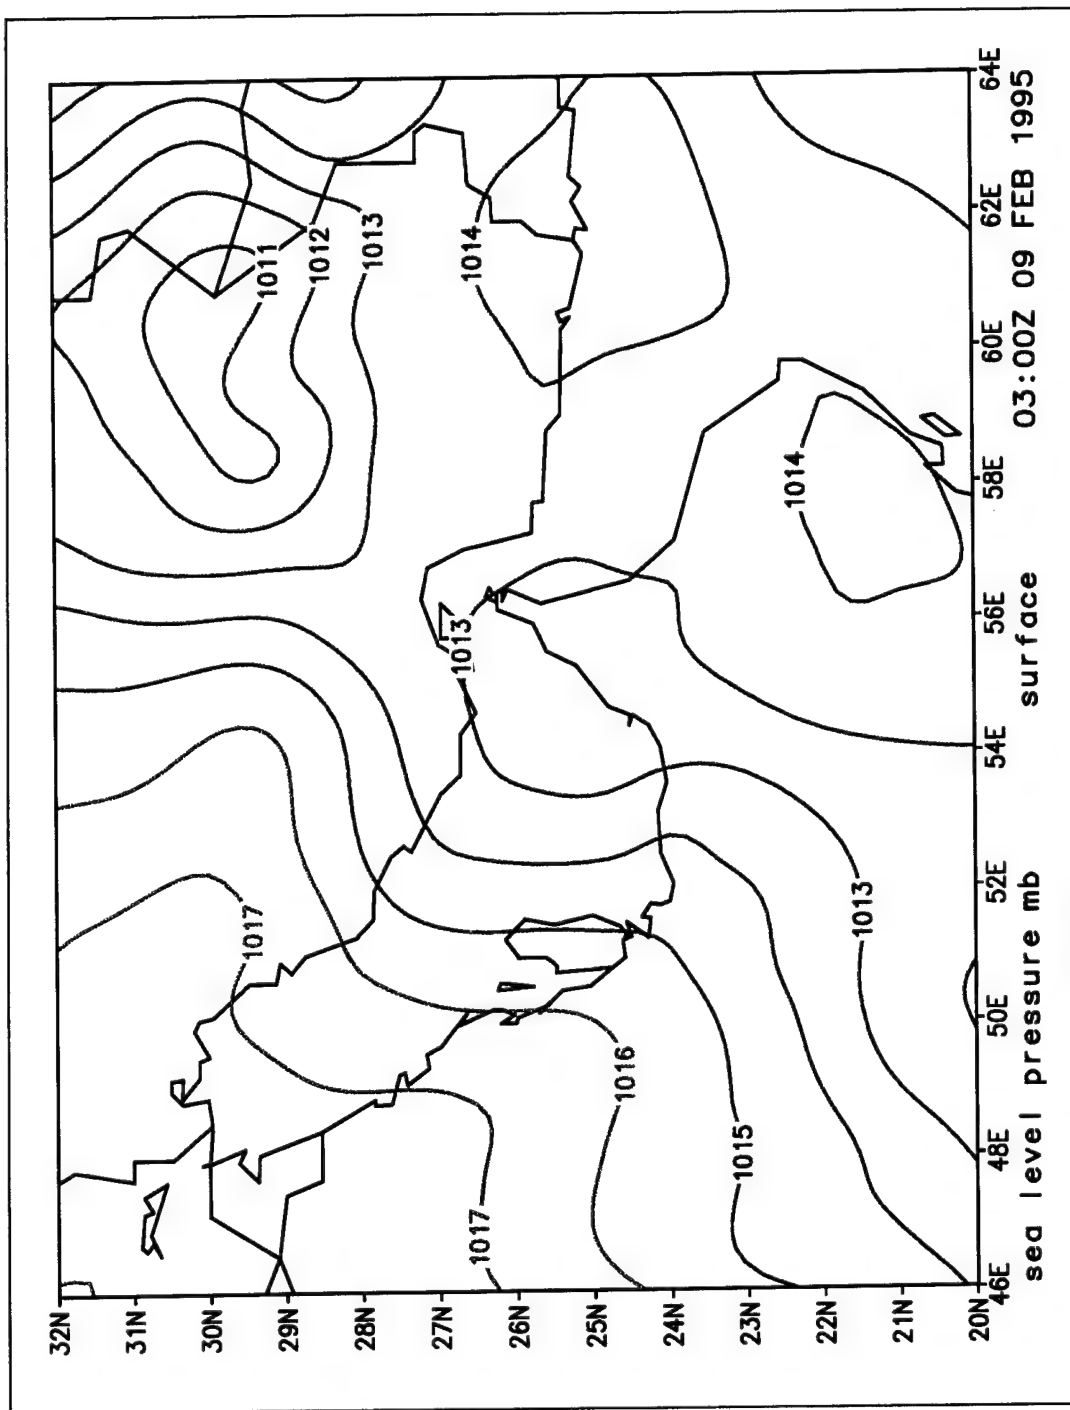 32N
31N
30N
29N
28N
27N
26N
25N
24N
23N
22N
21N
20N
46E 48E 50E 52E 54E 56E 58E 60E 62E 64E
1011
1012
1013
1014
1017
1013
1014
1017
1016
1015
1013
sea level pressure mb surface 03:00Z 09 FEB 1995